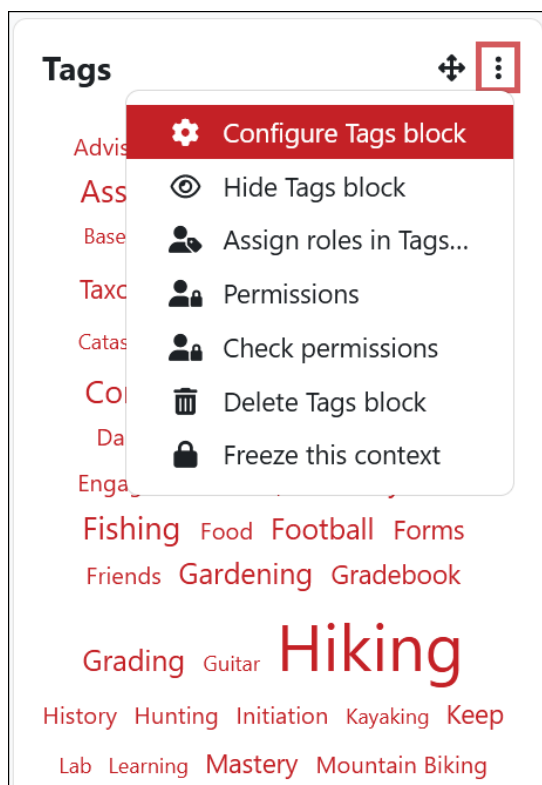 Tags
Configure Tags block
Hide Tags block
Assign roles in Tags...
Permissions
Check permissions
Delete Tags block
Freeze this context
Fishing Food Football Forms
Friends Gardening Gradebook
Grading Guitar Hiking
History Hunting Initiation Kayaking Keep
Lab Learning Mastery Mountain Biking